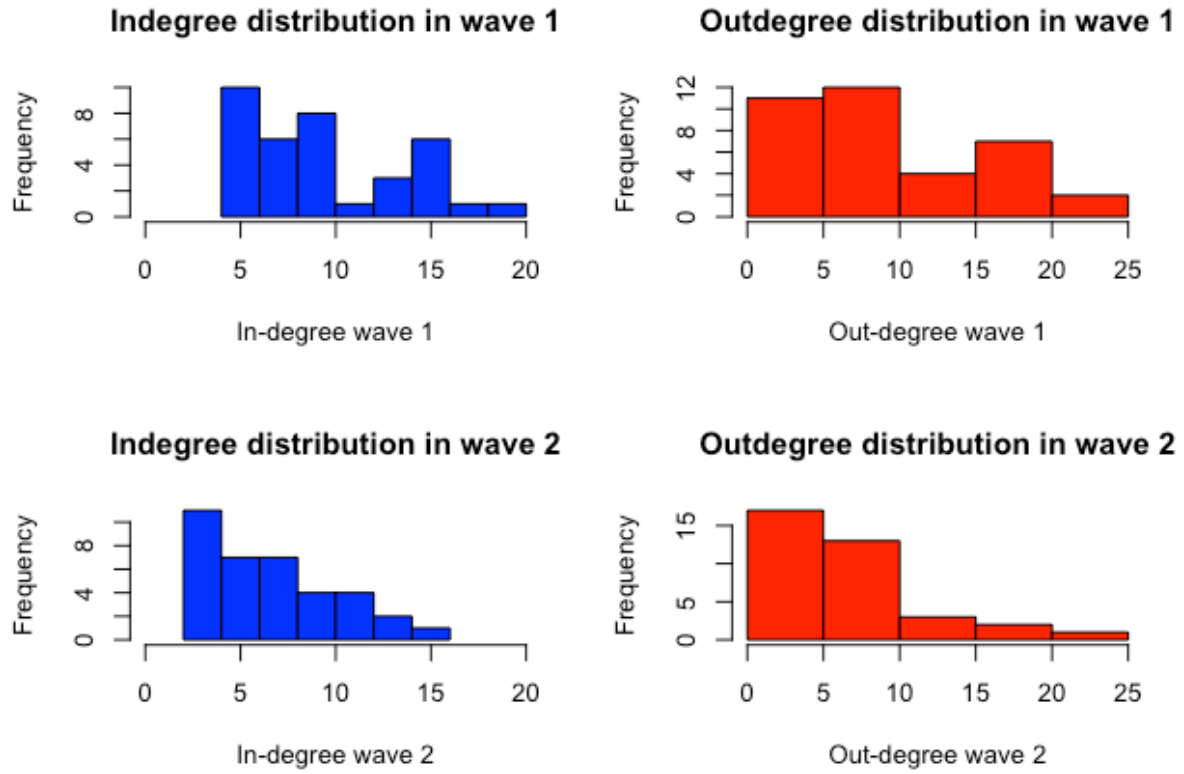 Indegree distribution in wave 1
Frequency
0 4 8
0 5 10 15 20
In-degree wave 1
Outdegree distribution in wave 1
Frequency
0 4 8 12
0 5 10 15 20 25
Out-degree wave 1
Indegree distribution in wave 2
Frequency
0 4 8
0 5 10 15 20
In-degree wave 2
Outdegree distribution in wave 2
Frequency
0 5 15
0 5 10 15 20 25
Out-degree wave 2